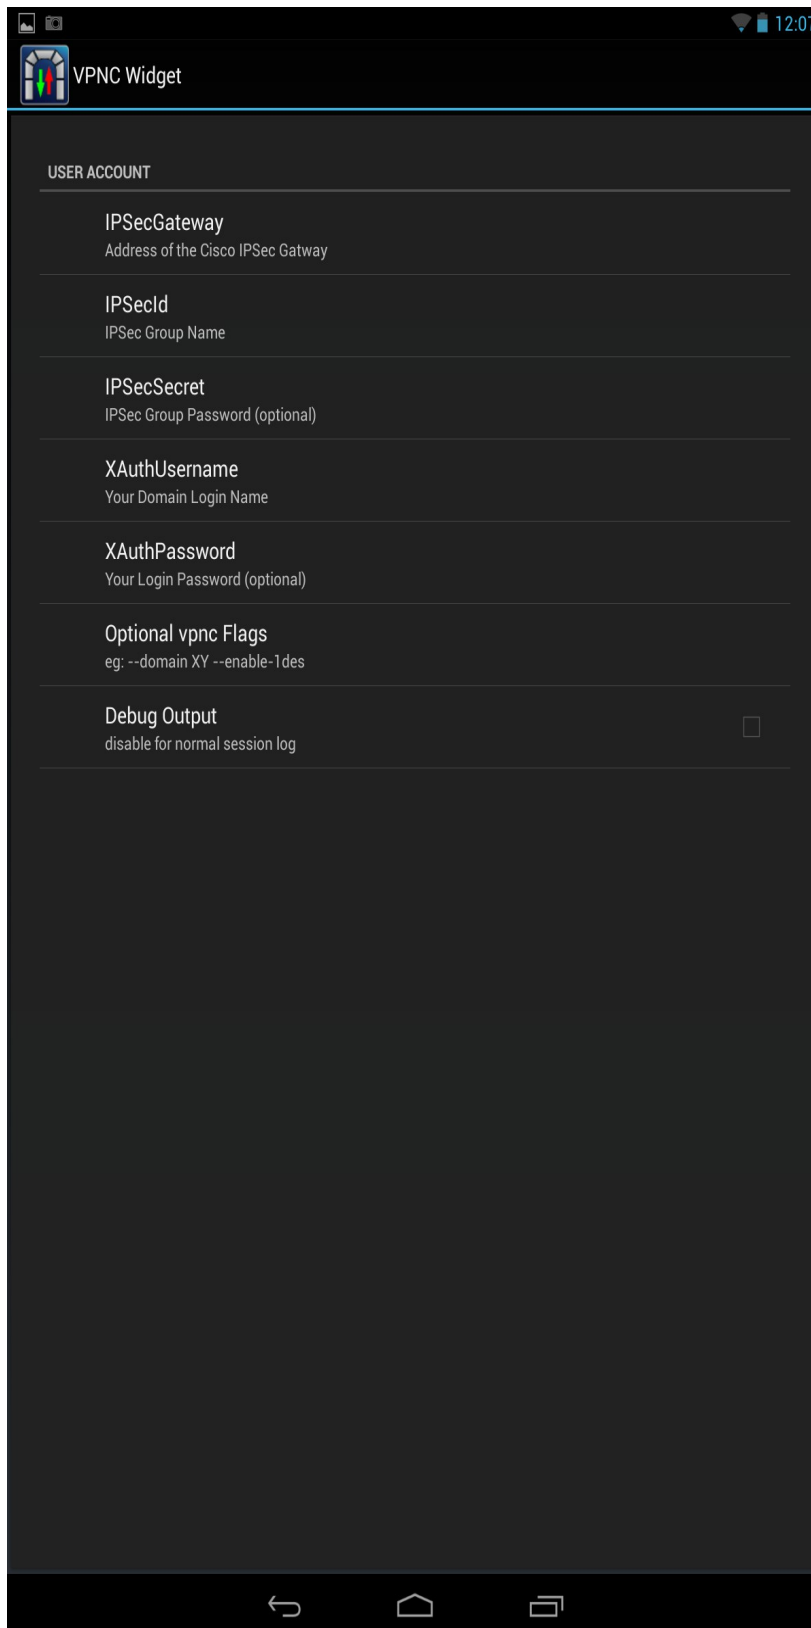 12:07
VPNC Widget
USER ACCOUNT
IPSecGateway
Address of the Cisco IPSec Gatway
IPSecId
IPSec Group Name
IPSecSecret
IPSec Group Password (optional)
XAuthUsername
Your Domain Login Name
XAuthPassword
Your Login Password (optional)
Optional vpnc Flags
eg: --domain XY --enable-1des
Debug Output
disable for normal session log